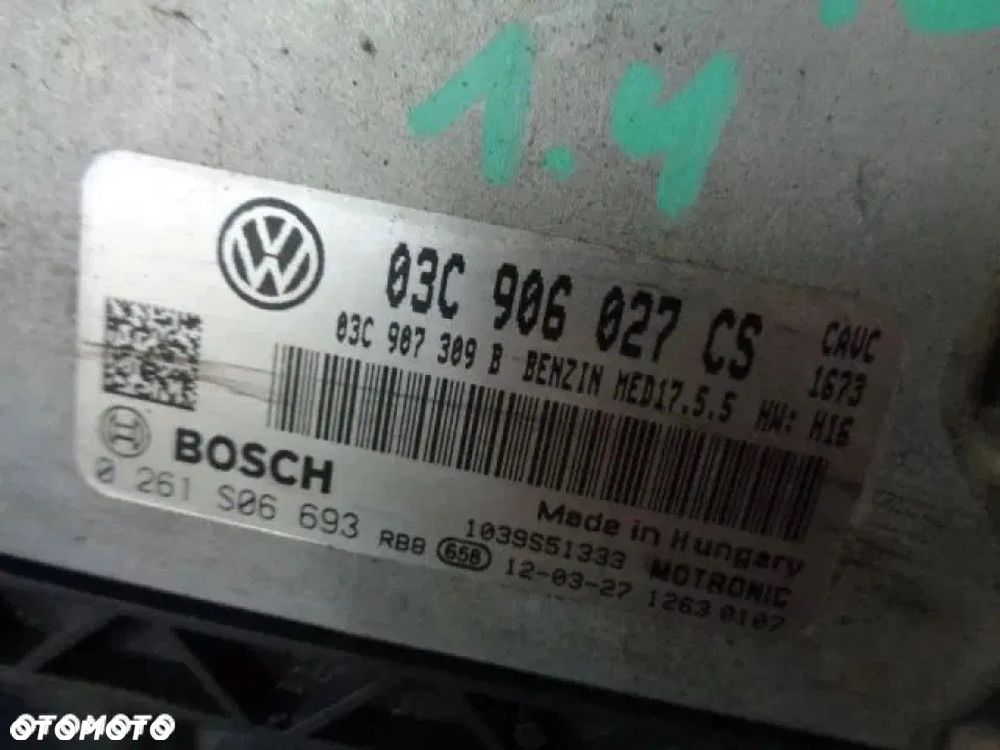 1.4
03C 906 027 CS
CAVC
03C 907 309 B BENZIN MED17.5.5 HW: H16
1673
BOSCH
0 261 S06 693
Made in Hungary
1039S51333 MOTRONIC
RB8 658 12-03-27 1263 0107
OTOMOTO